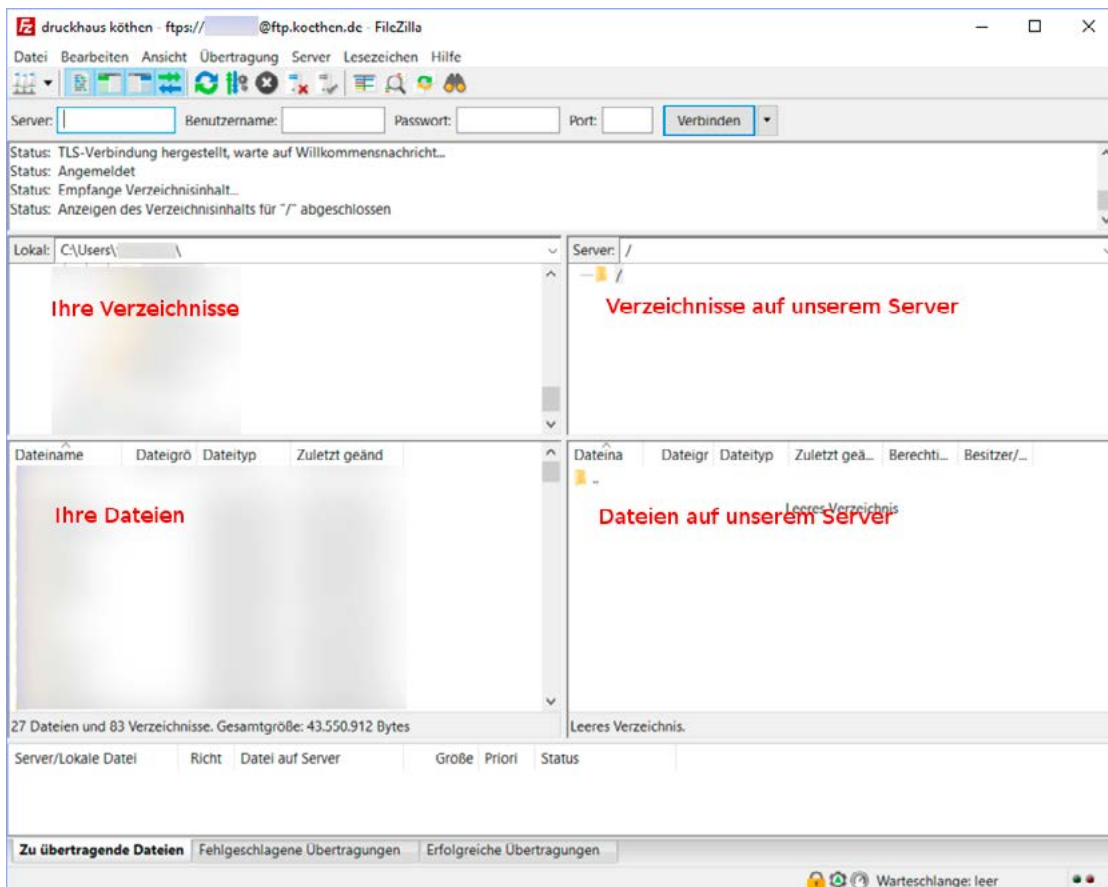 druckhaus köthen - ftps:// @ftp.koethen.de - FileZilla
Datei Bearbeiten Ansicht Übertragung Server Lesezeichen Hilfe
Server: Benutzername: Passwort: Port: Verbinden
Status: TLS-Verbindung hergestellt, warte auf Willkommensnachricht...
Status: Angemeldet
Status: Empfange Verzeichnisinhalt...
Status: Anzeigen des Verzeichnisinhalts für "/" abgeschlossen
Lokal: C:\Users\ \
Ihre Verzeichnisse
Server: /
/
Verzeichnisse auf unserem Server
Dateiname Dateigrö Dateityp Zuletzt geänd
Ihre Dateien
27 Dateien und 83 Verzeichnisse. Gesamtgröße: 43.550.912 Bytes
Dateina Dateigr Dateityp Zuletzt geä... Berechti... Besitzer/...
..
Leeres Verzeichnis
Dateien auf unserem Server
Leeres Verzeichnis.
Server/Lokale Datei Richt Datei auf Server Größe Priori Status
Zu übertragende Dateien Fehlgeschlagene Übertragungen Erfolgreiche Übertragungen
Warteschlange: leer